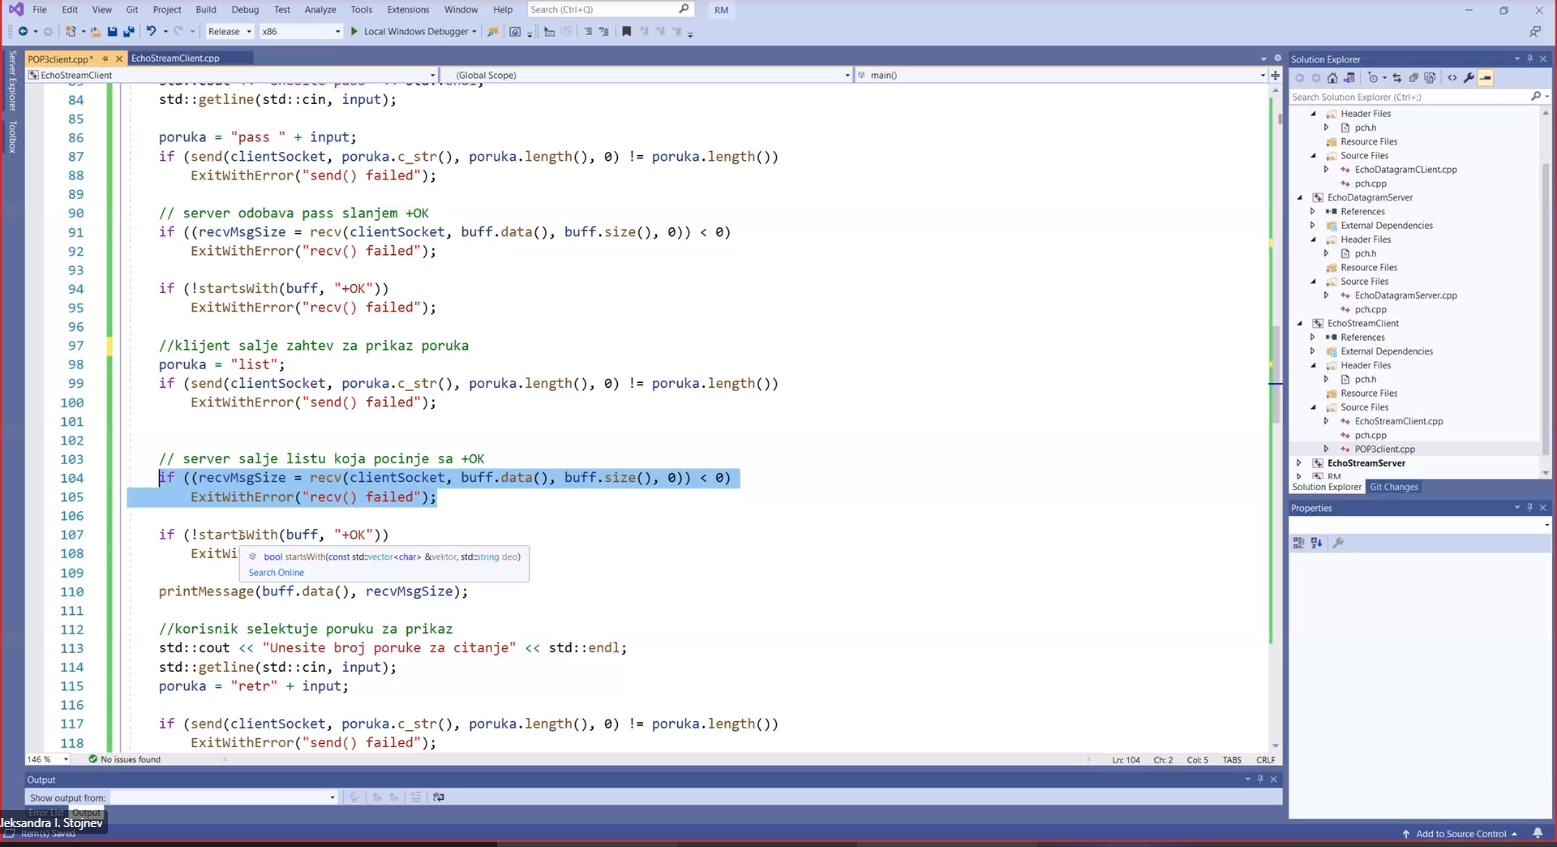 File Edit View Git Project Build Debug Test Analyze Tools Extensions Window Help Search (Ctrl+Q) RM
Release x86 Local Windows Debugger
POP3client.cpp* EchoStreamClient.cpp
EchoStreamClient (Global Scope) main()
Server Explorer
Toolbox
84 std::getline(std::cin, input);
85
86 poruka = "pass " + input;
87 if (send(clientSocket, poruka.c_str(), poruka.length(), 0) != poruka.length())
88 ExitWithError("send() failed");
89
90 // server odobava pass slanjem +OK
91 if ((recvMsgSize = recv(clientSocket, buff.data(), buff.size(), 0)) < 0)
92 ExitWithError("recv() failed");
93
94 if (!startsWith(buff, "+OK"))
95 ExitWithError("recv() failed");
96
97 //klijent salje zahtev za prikaz poruka
98 poruka = "list";
99 if (send(clientSocket, poruka.c_str(), poruka.length(), 0) != poruka.length())
100 ExitWithError("send() failed");
101
102
103 // server salje listu koja pocinje sa +OK
104 if ((recvMsgSize = recv(clientSocket, buff.data(), buff.size(), 0)) < 0)
105 ExitWithError("recv() failed");
106
107 if (!startsWith(buff, "+OK"))
108 ExitWi
bool startsWith(const std::vector<char> &vektor, std::string deo)
Search Online
109
110 printMessage(buff.data(), recvMsgSize);
111
112 //korisnik selektuje poruku za prikaz
113 std::cout << "Unesite broj poruke za citanje" << std::endl;
114 std::getline(std::cin, input);
115 poruka = "retr" + input;
116
117 if (send(clientSocket, poruka.c_str(), poruka.length(), 0) != poruka.length())
118 ExitWithError("send() failed");
146 % No issues found Ln: 104 Ch: 2 Col: 5 TABS CRLF
Output
Show output from:
Error List Output
leksandra I. Stojnev
Item(s) Saved
Add to Source Control
Solution Explorer
Search Solution Explorer (Ctrl+;)
Header Files
pch.h
Resource Files
Source Files
EchoDatagramCLient.cpp
pch.cpp
EchoDatagramServer
References
External Dependencies
Header Files
pch.h
Resource Files
Source Files
EchoDatagramServer.cpp
pch.cpp
EchoStreamClient
References
External Dependencies
Header Files
pch.h
Resource Files
Source Files
EchoStreamClient.cpp
pch.cpp
POP3client.cpp
EchoStreamServer
RM
Solution Explorer Git Changes
Properties